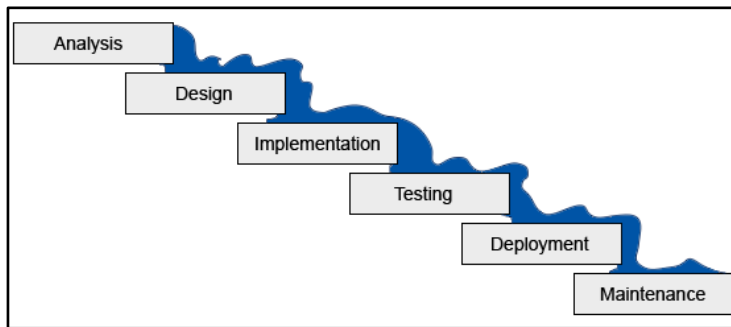 Analysis
Design
Implementation
Testing
Deployment
Maintenance